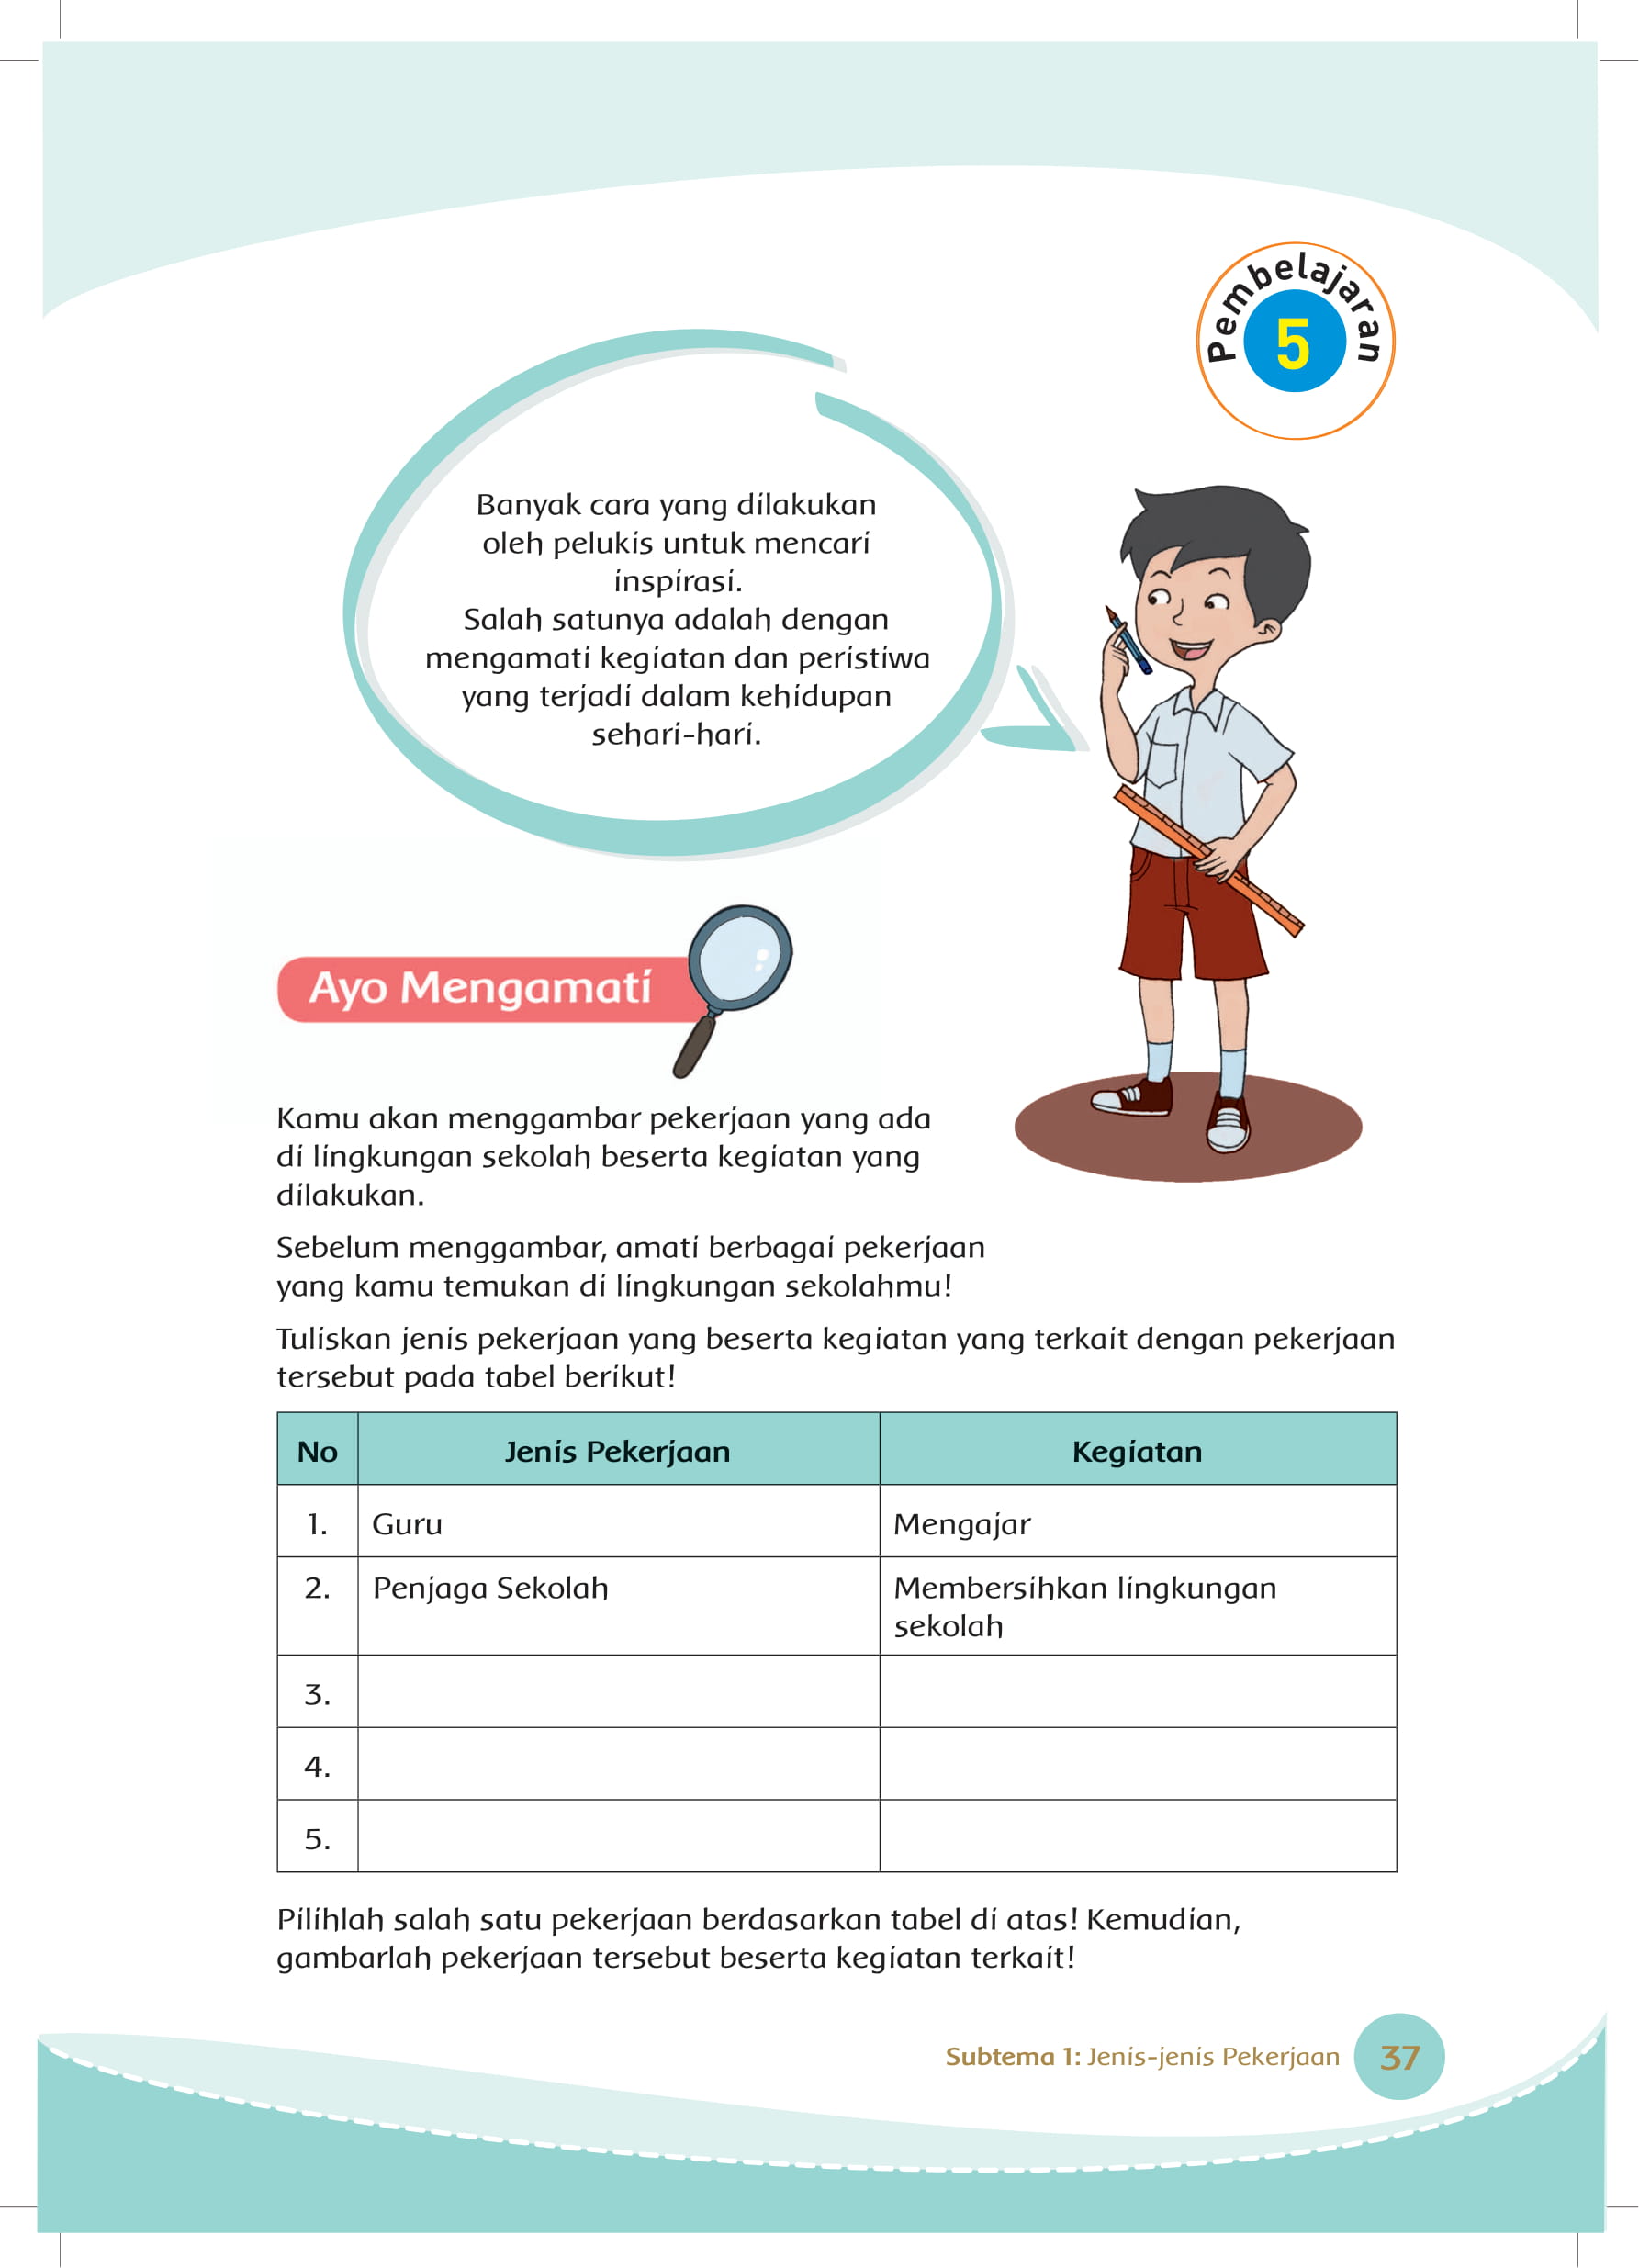 Pembelajaran
5
Banyak cara yang dilakukan
oleh pelukis untuk mencari
inspirasi.
Salah satunya adalah dengan
mengamati kegiatan dan peristiwa
yang terjadi dalam kehidupan
sehari-hari.
Ayo Mengamati
Kamu akan menggambar pekerjaan yang ada
di lingkungan sekolah beserta kegiatan yang
dilakukan.
Sebelum menggambar, amati berbagai pekerjaan
yang kamu temukan di lingkungan sekolahmu!
Tuliskan jenis pekerjaan yang beserta kegiatan yang terkait dengan pekerjaan
tersebut pada tabel berikut!
No Jenis Pekerjaan Kegiatan
1. Guru Mengajar
2. Penjaga Sekolah Membersihkan lingkungan
sekolah
3.
4.
5.
Pilihlah salah satu pekerjaan berdasarkan tabel di atas! Kemudian,
gambarlah pekerjaan tersebut beserta kegiatan terkait!
Subtema 1: Jenis-jenis Pekerjaan 37